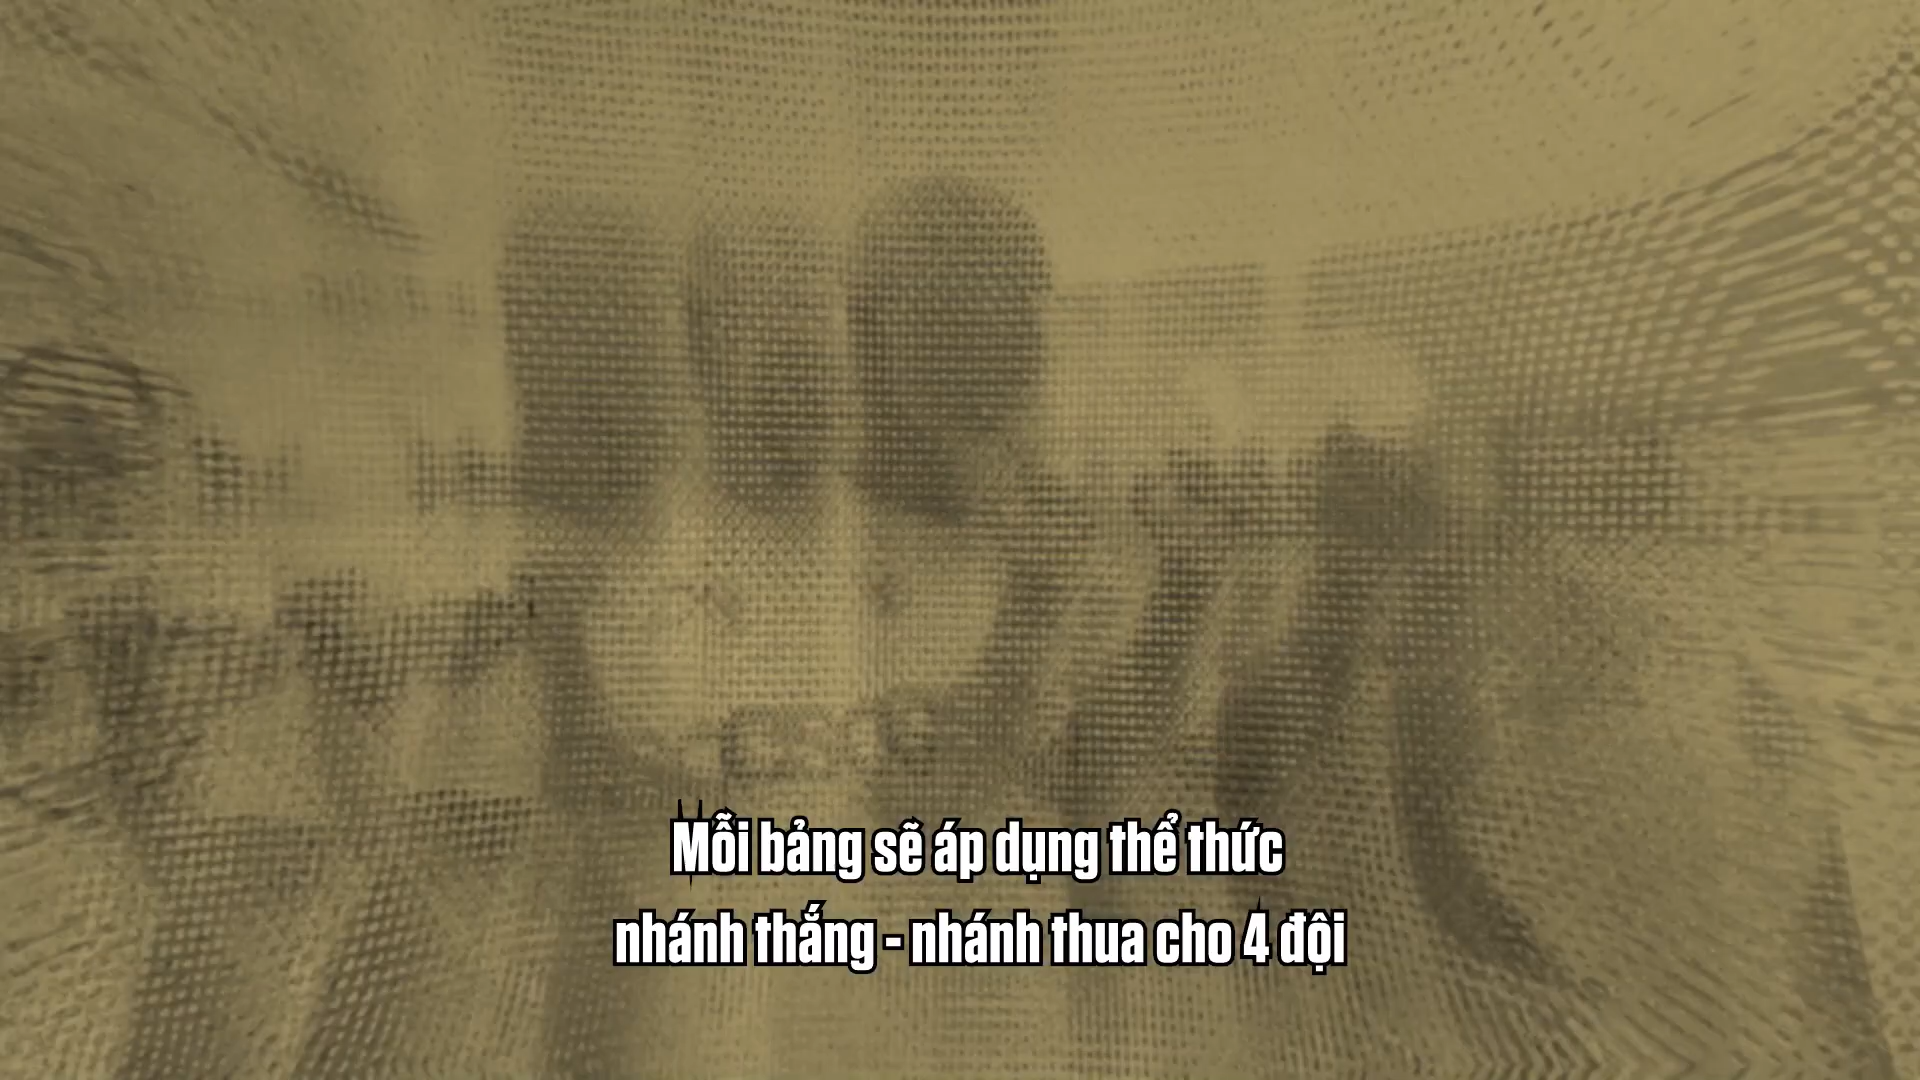 Mỗi bảng sẽ áp dụng thể thức
nhánh thắng - nhánh thua cho 4 đội